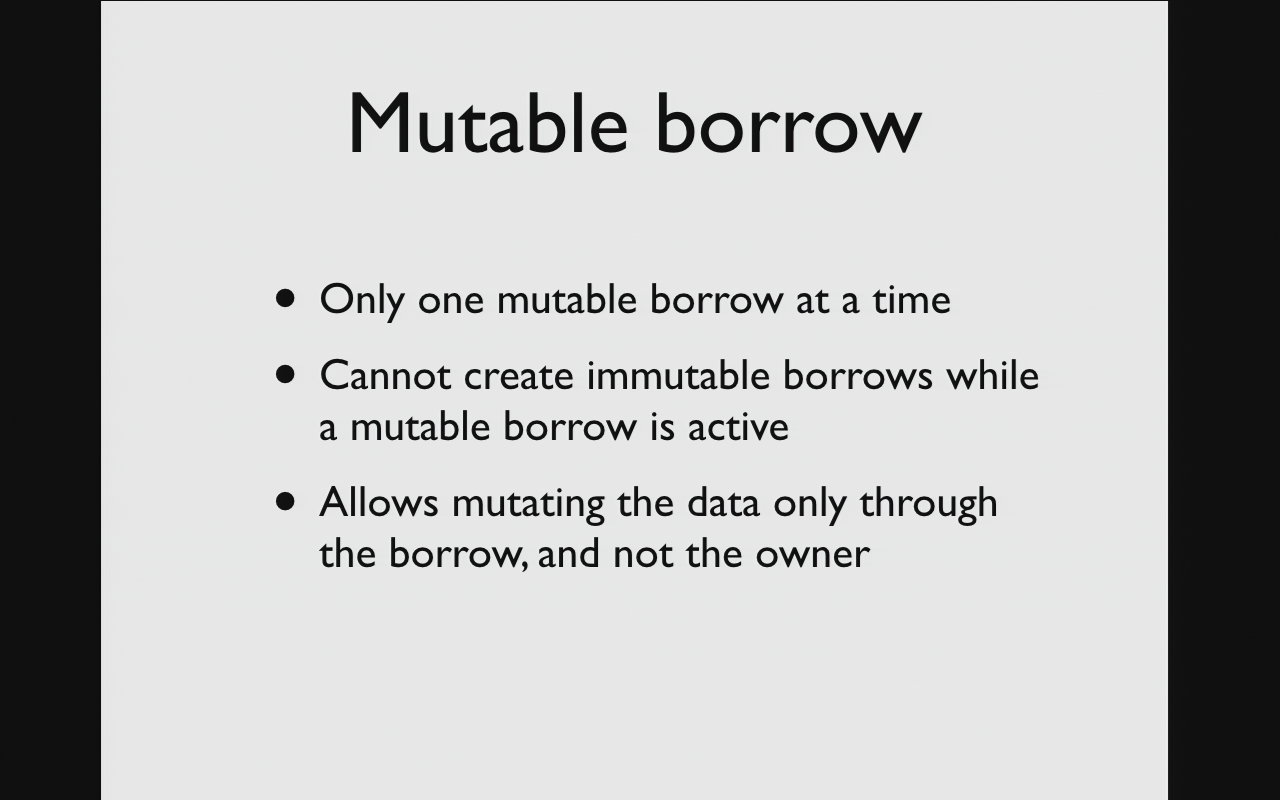 Mutable borrow
• Only one mutable borrow at a time
• Cannot create immutable borrows while
a mutable borrow is active
• Allows mutating the data only through
the borrow, and not the owner